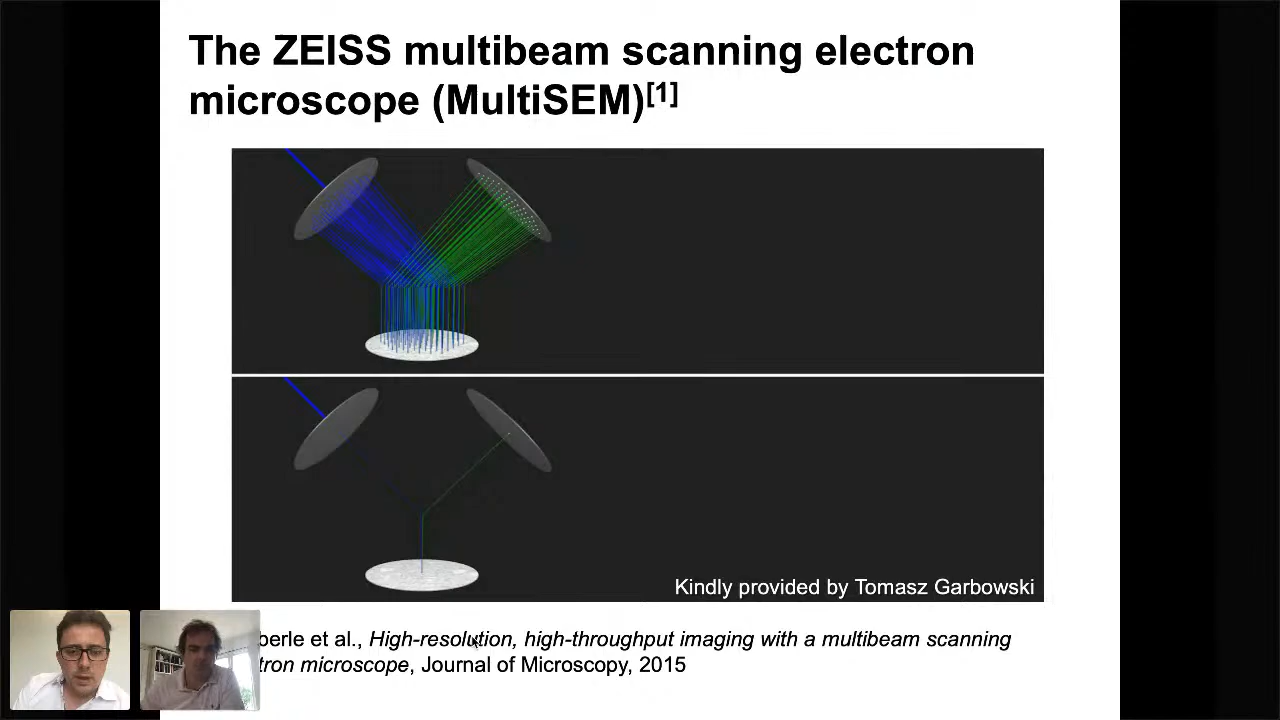 The ZEISS multibeam scanning electron
microscope (MultiSEM)[1]
Kindly provided by Tomasz Garbowski
berle et al., High-resolution, high-throughput imaging with a multibeam scanning
tron microscope, Journal of Microscopy, 2015